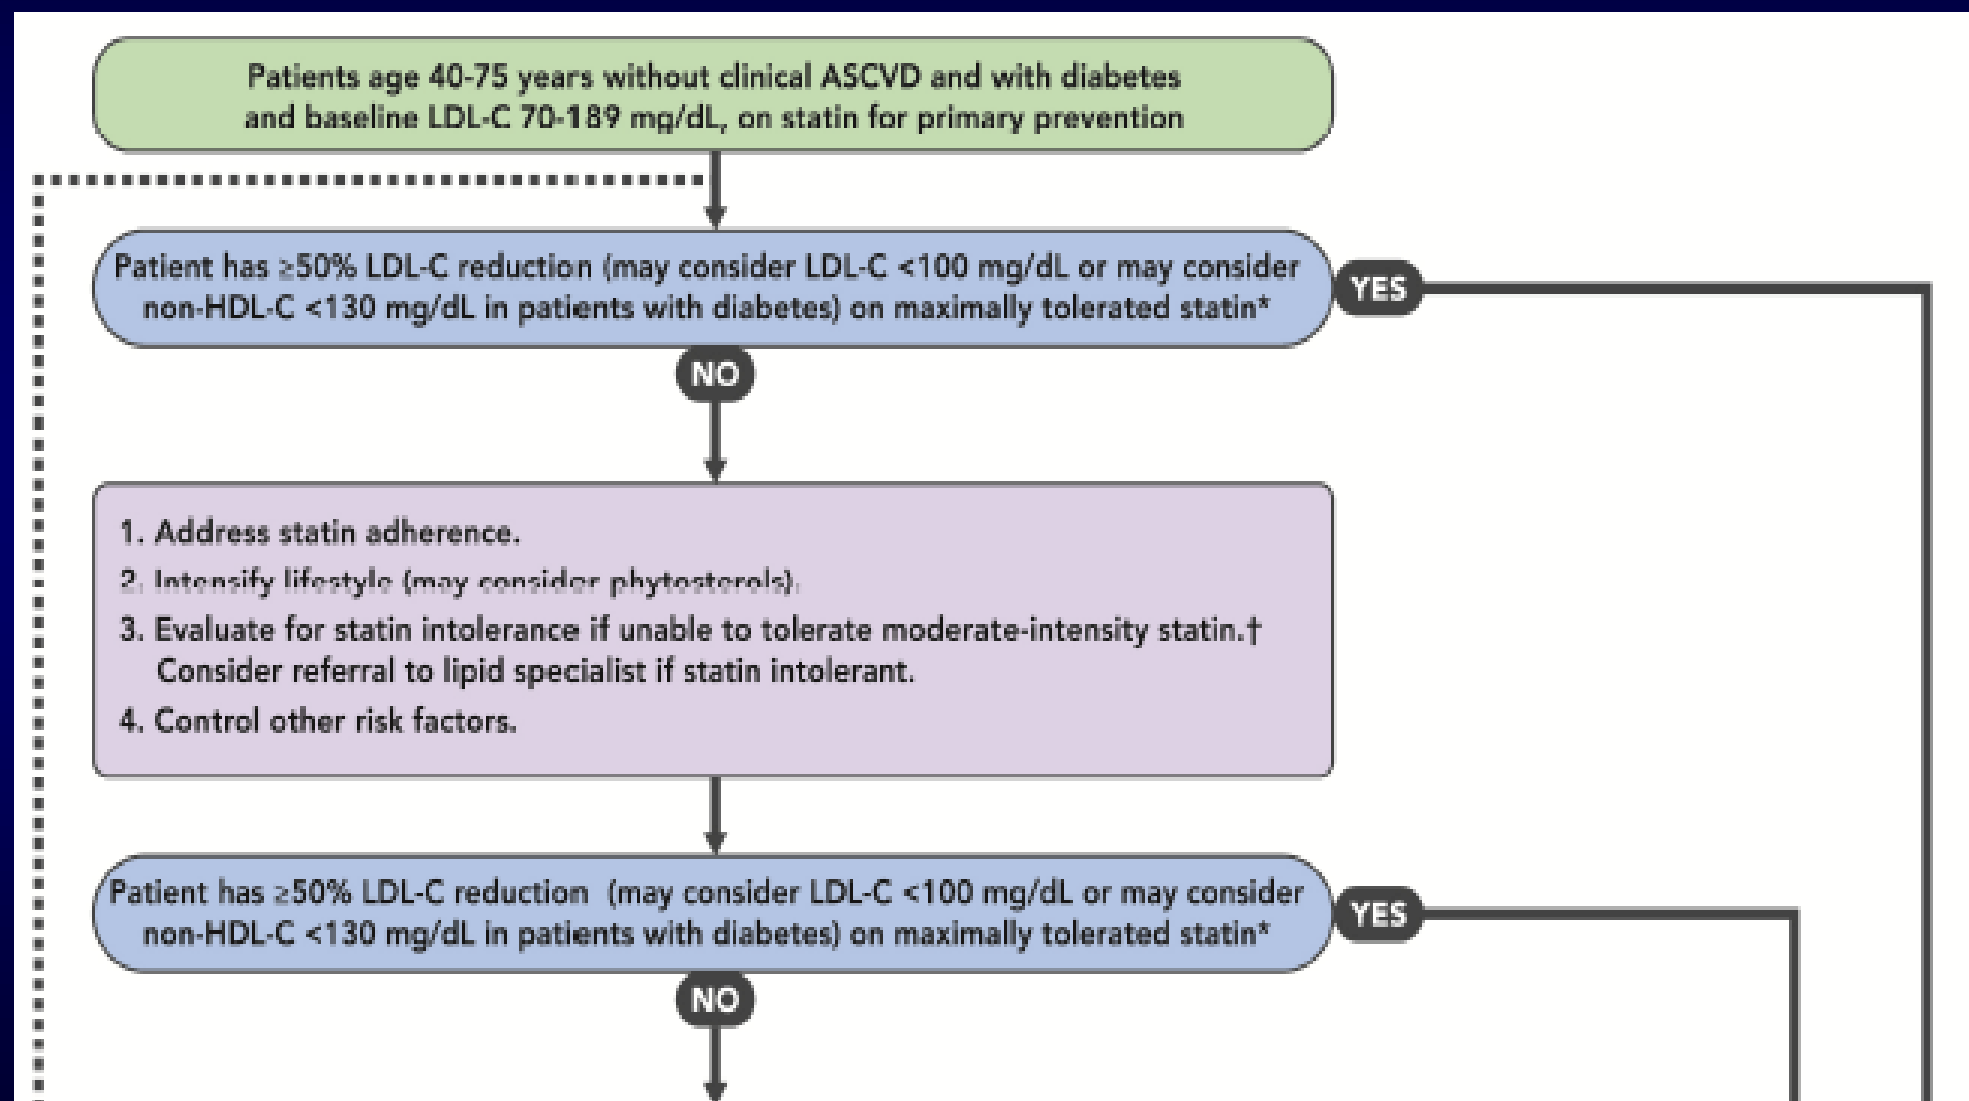 Patients age 40-75 years without clinical ASCVD and with diabetes
and baseline LDL-C 70-189 mg/dL, on statin for primary prevention
Patient has ≥50% LDL-C reduction (may consider LDL-C <100 mg/dL or may consider
non-HDL-C <130 mg/dL in patients with diabetes) on maximally tolerated statin*
YES
NO
1. Address statin adherence.
2. Intensify lifestyle (may consider phytosterols).
3. Evaluate for statin intolerance if unable to tolerate moderate-intensity statin.†
Consider referral to lipid specialist if statin intolerant.
4. Control other risk factors.
Patient has ≥50% LDL-C reduction (may consider LDL-C <100 mg/dL or may consider
non-HDL-C <130 mg/dL in patients with diabetes) on maximally tolerated statin*
YES
NO